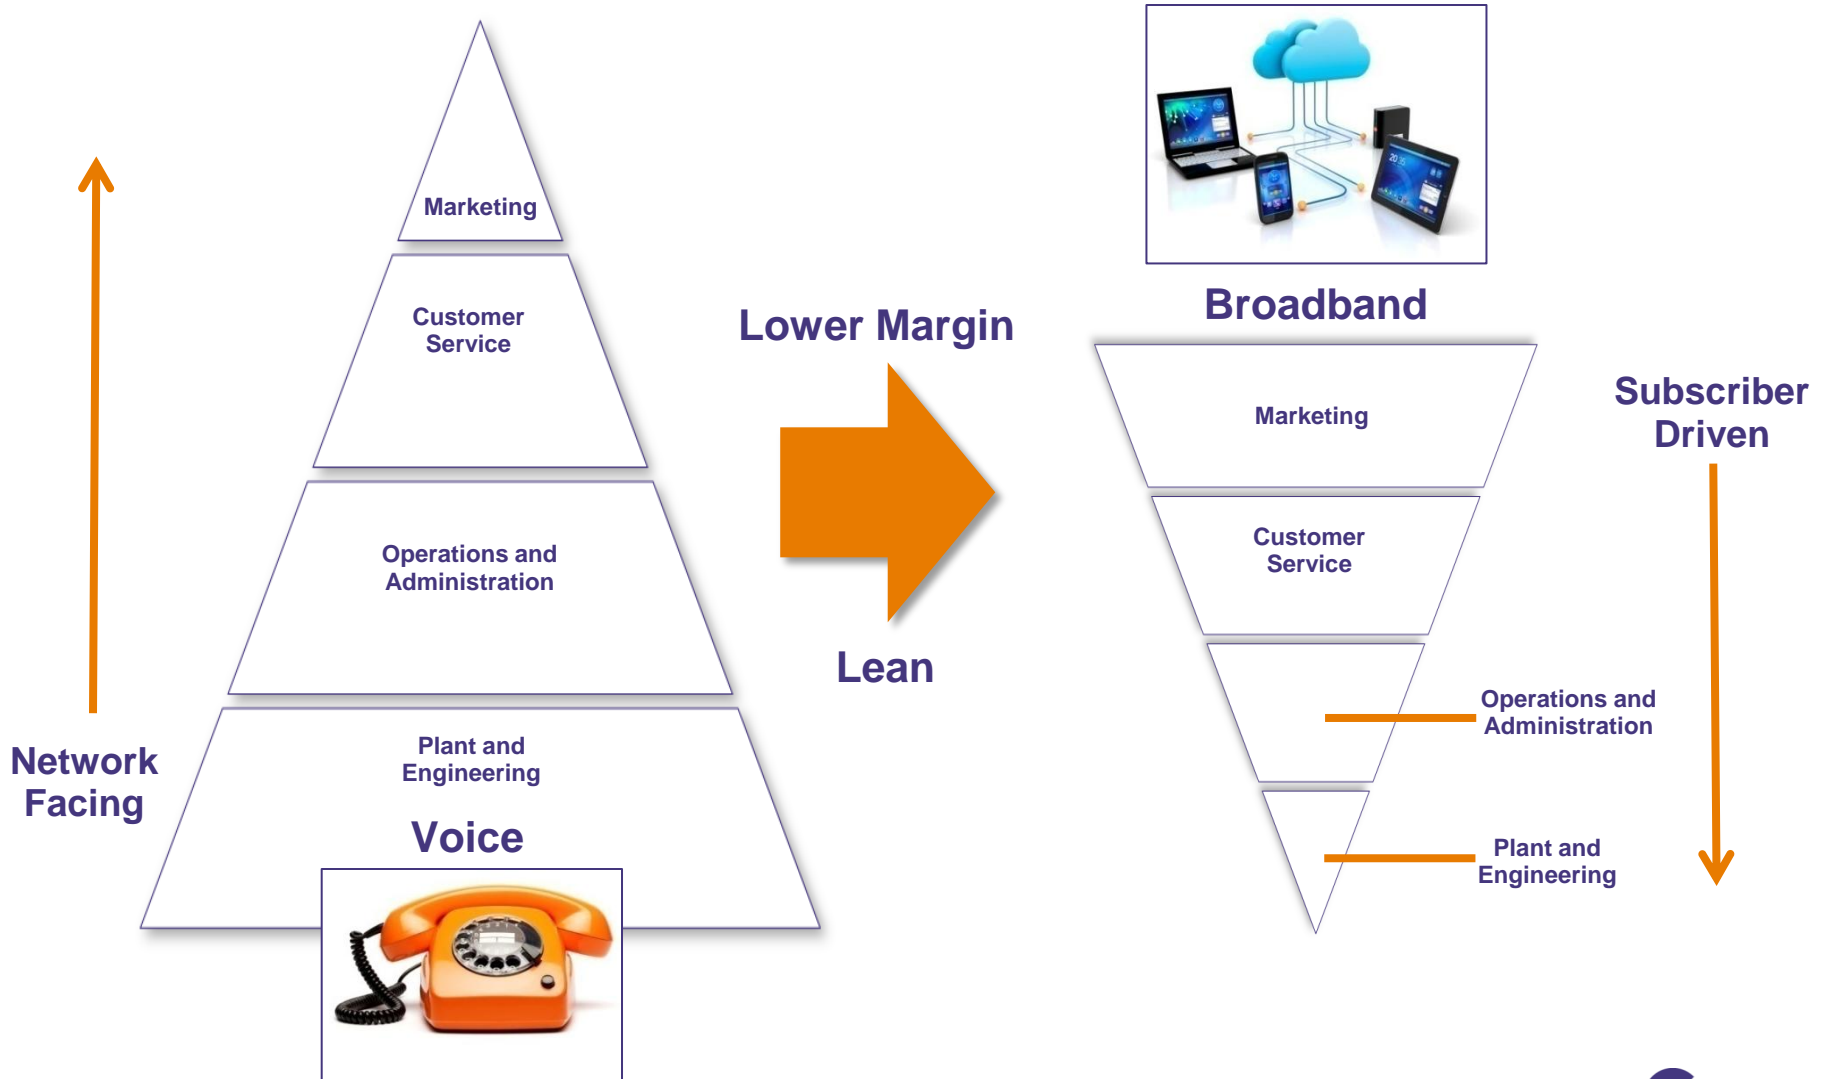 Marketing
Customer
Service
Operations and
Administration
Plant and
Engineering
Voice
Network
Facing
Lower Margin
Lean
Broadband
Marketing
Customer
Service
Operations and
Administration
Plant and
Engineering
Subscriber
Driven